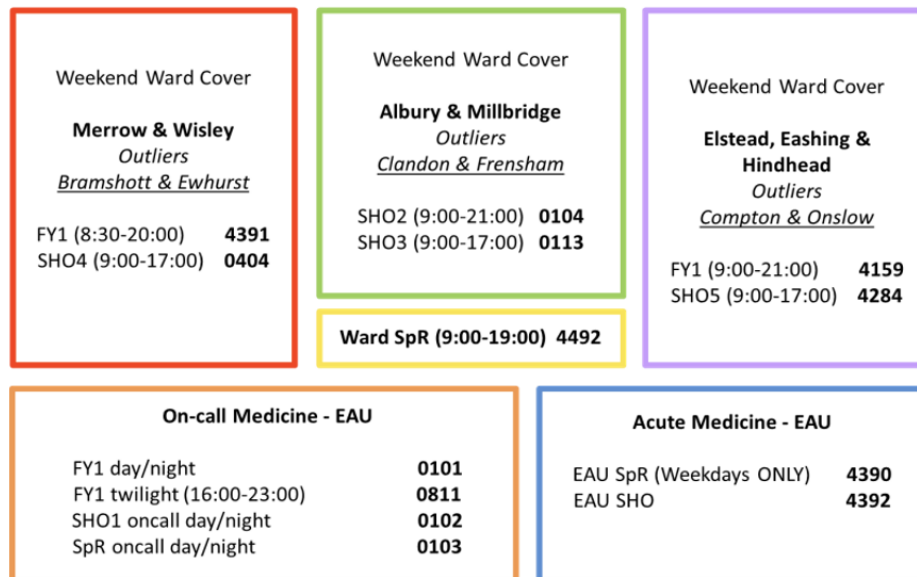 Weekend Ward Cover
Merrow & Wisley
Outliers
Bramshott & Ewhurst
FY1 (8:30-20:00) 4391
SHO4 (9:00-17:00) 0404
Weekend Ward Cover
Albury & Millbridge
Outliers
Clandon & Frensham
SHO2 (9:00-21:00) 0104
SHO3 (9:00-17:00) 0113
Weekend Ward Cover
Elstead, Eashing &
Hindhead
Outliers
Compton & Onslow
FY1 (9:00-21:00) 4159
SHO5 (9:00-17:00) 4284
Ward SpR (9:00-19:00) 4492
On-call Medicine - EAU
FY1 day/night 0101
FY1 twilight (16:00-23:00) 0811
SHO1 oncall day/night 0102
SpR oncall day/night 0103
Acute Medicine - EAU
EAU SpR (Weekdays ONLY) 4390
EAU SHO 4392